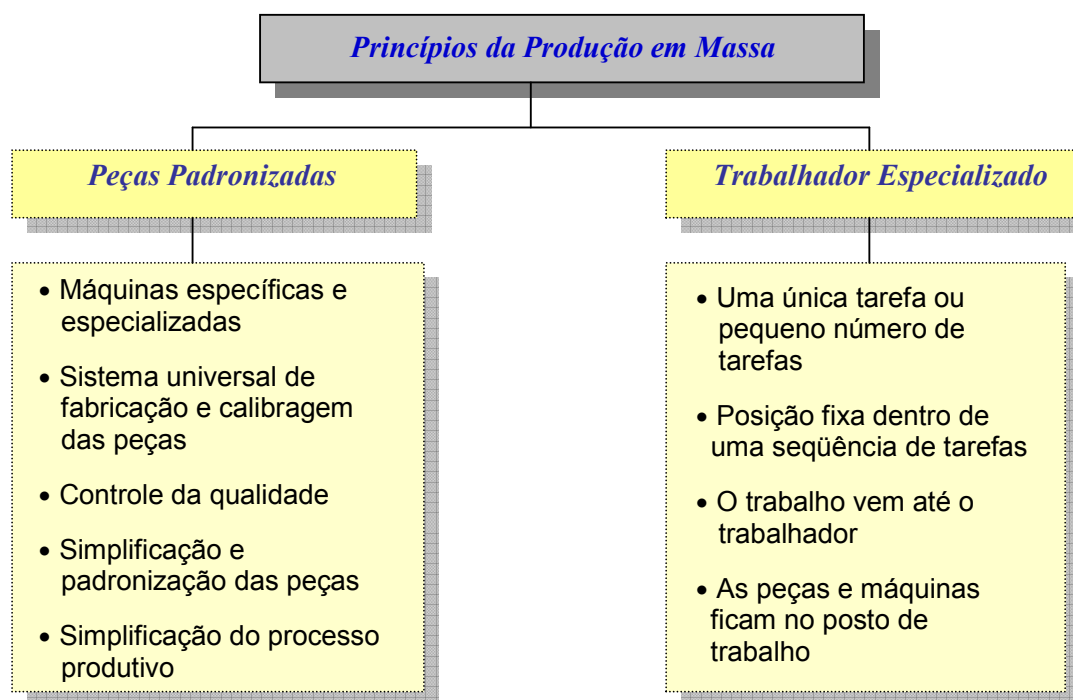 Princípios da Produção em Massa
Peças Padronizadas
• Máquinas específicas e
especializadas
• Sistema universal de
fabricação e calibragem
das peças
• Controle da qualidade
• Simplificação e
padronização das peças
• Simplificação do processo
produtivo
Trabalhador Especializado
• Uma única tarefa ou
pequeno número de
tarefas
• Posição fixa dentro de
uma seqüência de tarefas
• O trabalho vem até o
trabalhador
• As peças e máquinas
ficam no posto de
trabalho